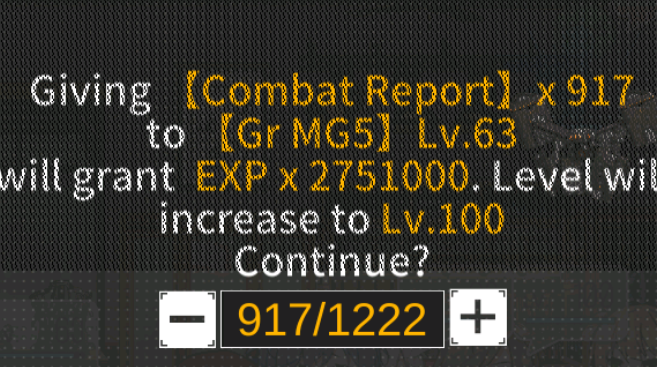 Giving 【Combat Report】 x 917
to 【Gr MG5】 Lv.63
will grant EXP x 2751000. Level wil
increase to Lv.100
Continue?
− 917/1222 +